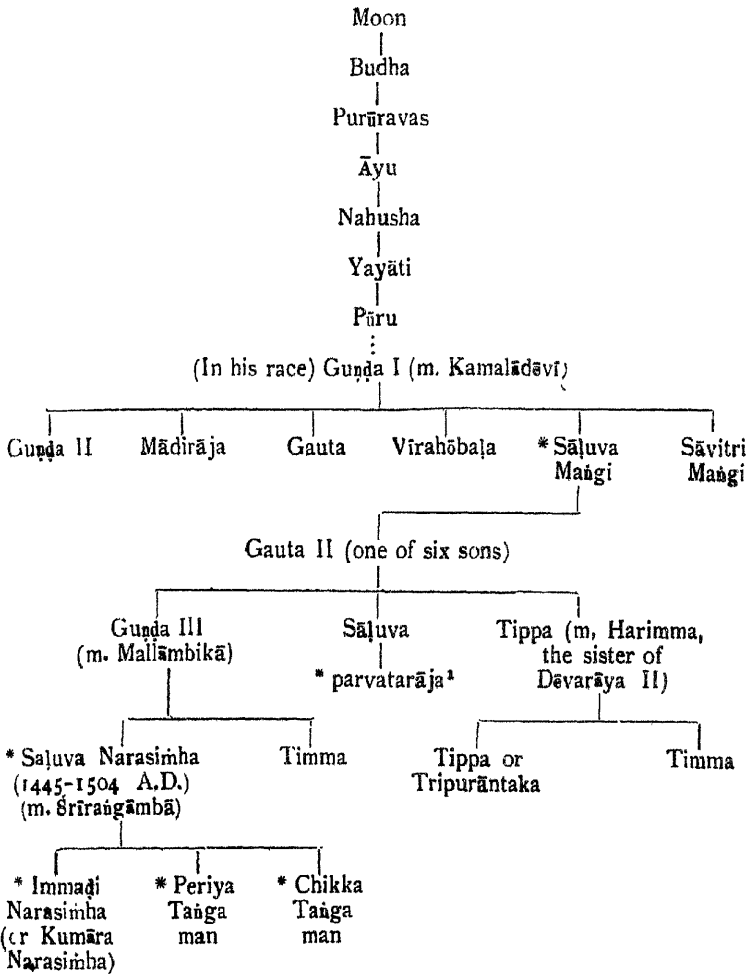 Moon
Budha
Purūravas
Āyu
Nahusha
Yayāti
Pūru
(In his race) Guṇḍa I (m. Kamalādēvī)
Guṇḍa II Mādirāja Gauta Vīrahōbaḷa * Sāḷuva Sāvitri
Maṅgi Maṅgi
Gauta II (one of six sons)
Guṇḍa III Sāḷuva Tippa (m, Harimma,
(m. Mallāmbikā) the sister of
* parvatarāja¹ Dēvarāya II)
* Saḷuva Narasiṁha Timma Tippa or Timma
(1445-1504 A.D.) Tripurāntaka
(m. Śrīraṅgāmbā)
* Immaḍi * Periya * Chikka
Narasiṁha Taṅga Taṅga
(or Kumāra man man
Narasiṁha)